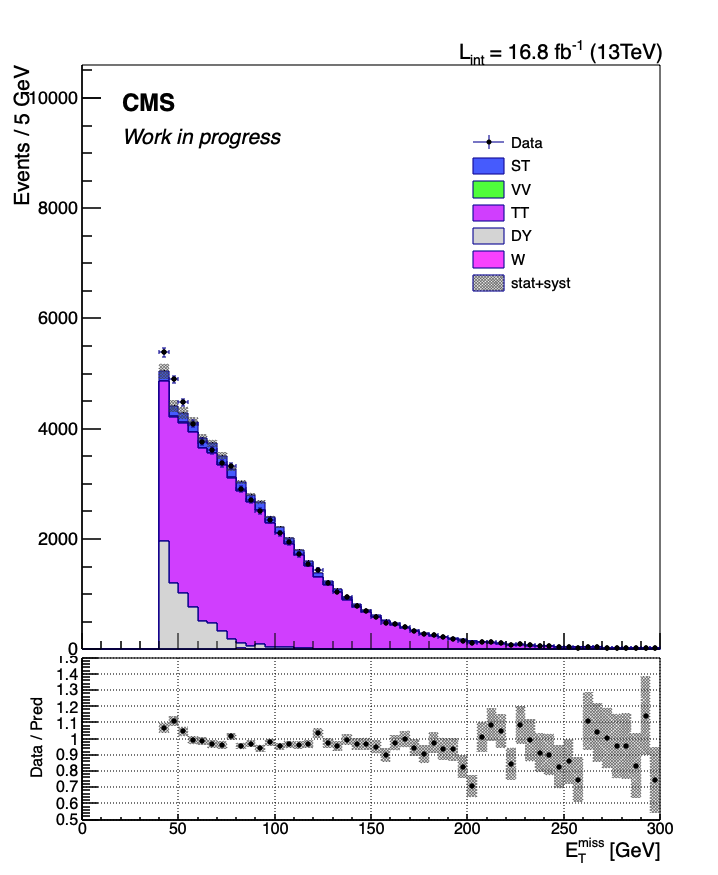 L_int = 16.8 fb^-1 (13TeV)
Events / 5 GeV
10000
8000
6000
4000
2000
0
CMS
Work in progress
Data
ST
VV
TT
DY
W
stat+syst
Data / Pred
1.5
1.4
1.3
1.2
1.1
1
0.9
0.8
0.7
0.6
0.5
0 50 100 150 200 250 300
E_T^miss [GeV]